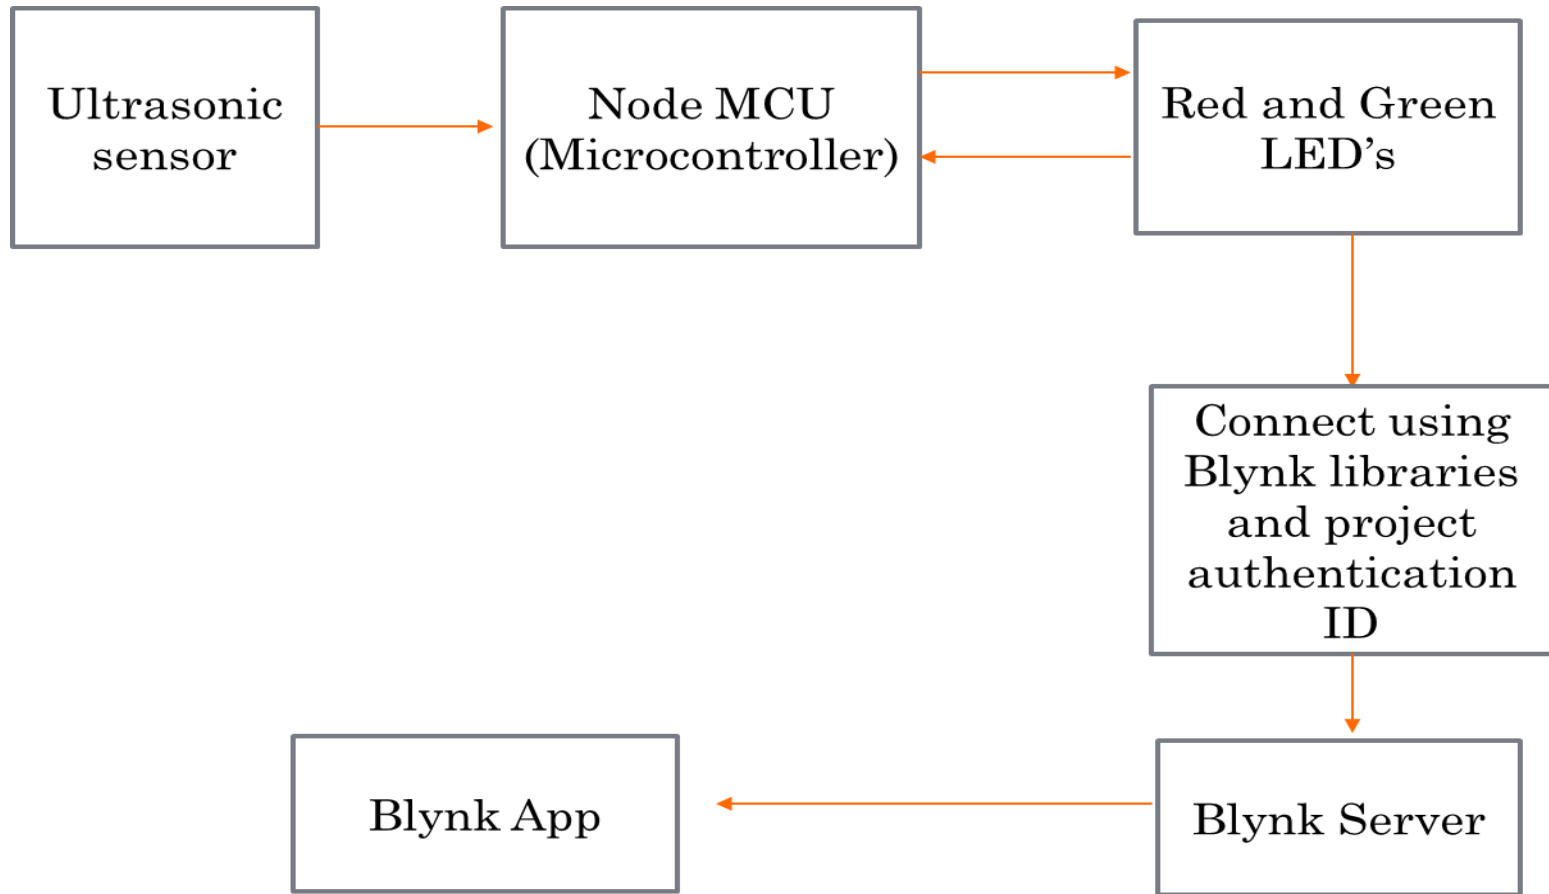 Ultrasonic
sensor
Node MCU
(Microcontroller)
Red and Green
LED’s
Connect using
Blynk libraries
and project
authentication
ID
Blynk App
Blynk Server